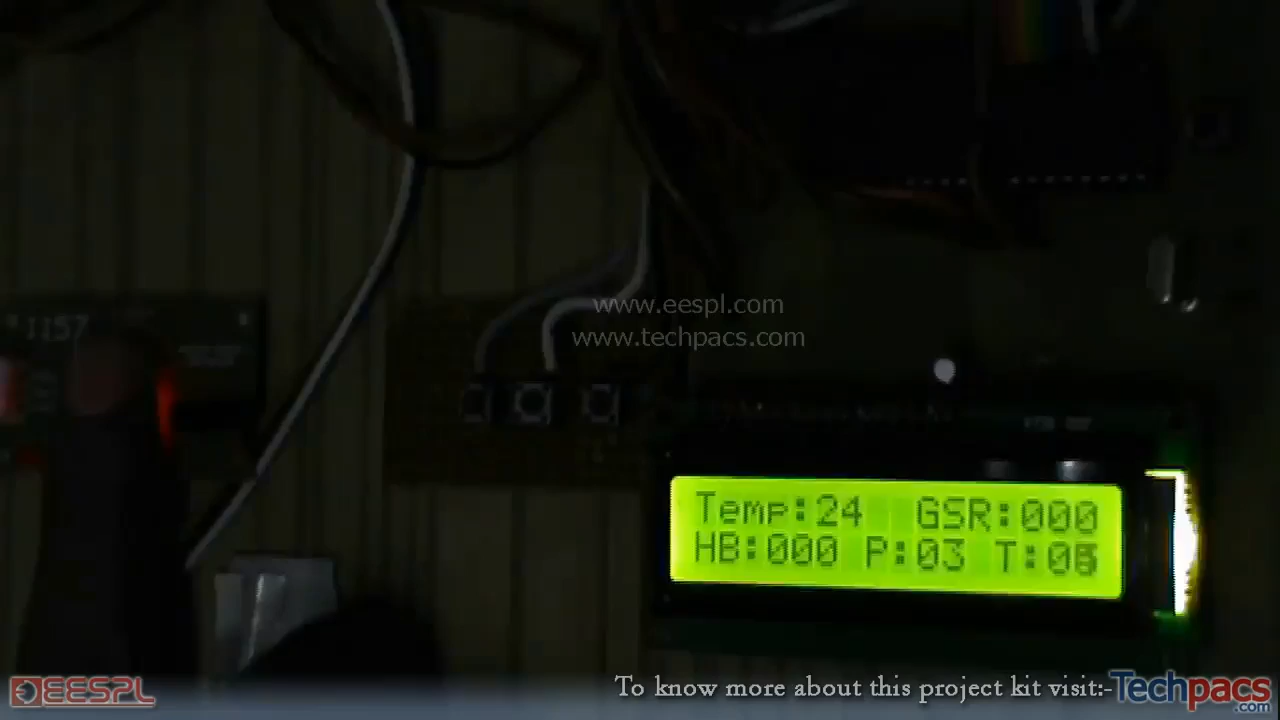 www.eespl.com
www.techpacs.com
1157
Temp:24 GSR:000
HB:000 P:03 T:
EESPL
To know more about this project kit visit:-Techpacs.com